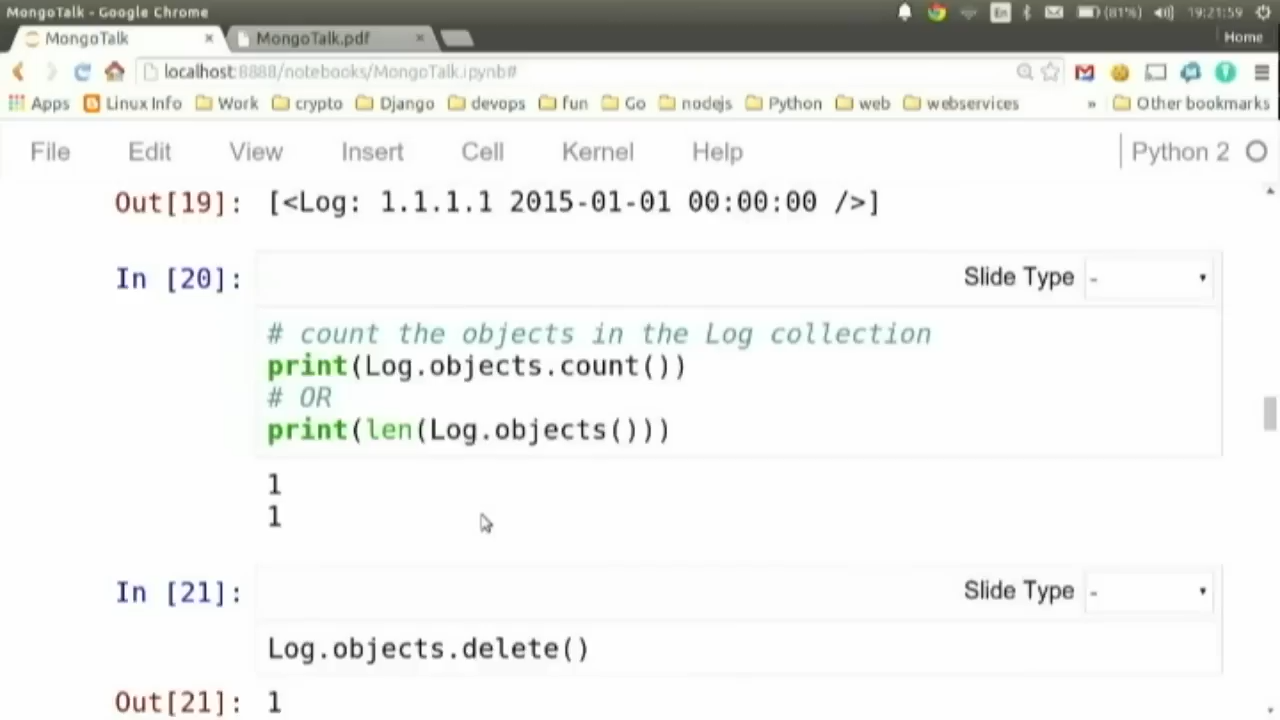 MongoTalk - Google Chrome
En
(81%)
19:21:59
MongoTalk
×
MongoTalk.pdf
×
Home
localhost:8888/notebooks/MongoTalk.ipynb#
Apps
Linux Info
Work
crypto
Django
devops
fun
Go
nodejs
Python
web
webservices
»
Other bookmarks
File
Edit
View
Insert
Cell
Kernel
Help
Python 2
Out[19]: [<Log: 1.1.1.1 2015-01-01 00:00:00 />]
In [20]:
Slide Type
-
# count the objects in the Log collection
print(Log.objects.count())
# OR
print(len(Log.objects()))
1
1
In [21]:
Slide Type
-
Log.objects.delete()
Out[21]: 1